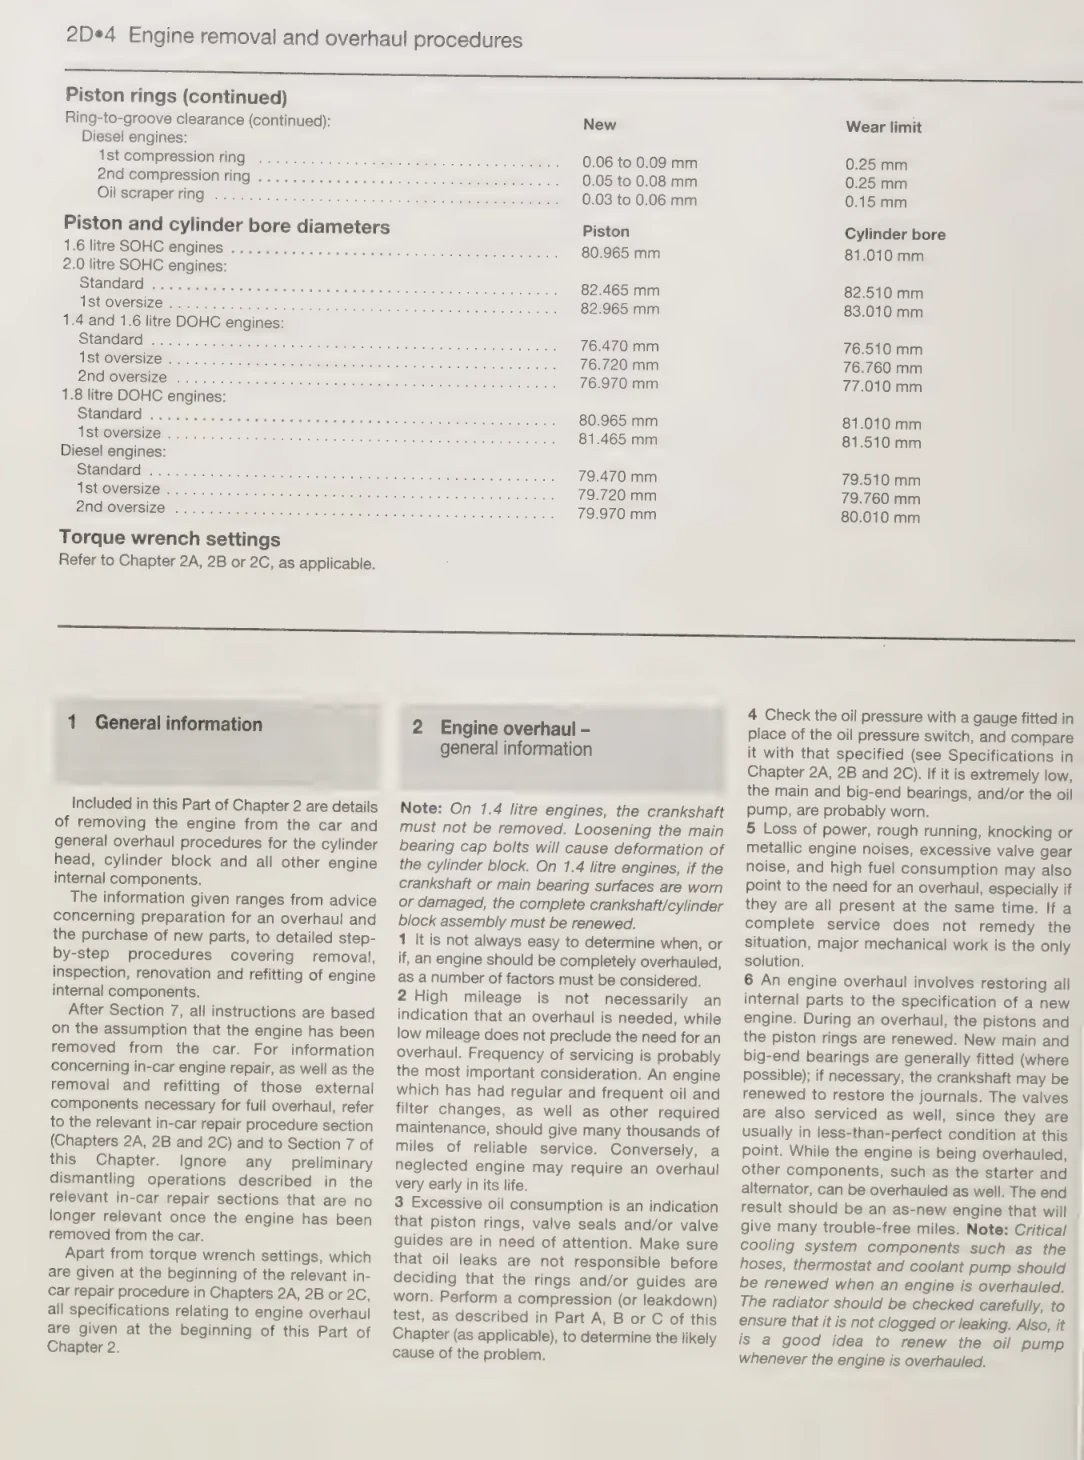 2D•4 Engine removal and overhaul procedures
Piston rings (continued)
Ring-to-groove clearance (continued): New Wear limit
Diesel engines:
1st compression ring 0.06 to 0.09 mm 0.25 mm
2nd compression ring 0.05 to 0.08 mm 0.25 mm
Oil scraper ring 0.03 to 0.06 mm 0.15 mm
Piston and cylinder bore diameters Piston Cylinder bore
1.6 litre SOHC engines 80.965 mm 81.010 mm
2.0 litre SOHC engines:
Standard 82.465 mm 82.510 mm
1st oversize 82.965 mm 83.010 mm
1.4 and 1.6 litre DOHC engines:
Standard 76.470 mm 76.510 mm
1st oversize 76.720 mm 76.760 mm
2nd oversize 76.970 mm 77.010 mm
1.8 litre DOHC engines:
Standard 80.965 mm 81.010 mm
1st oversize 81.465 mm 81.510 mm
Diesel engines:
Standard 79.470 mm 79.510 mm
1st oversize 79.720 mm 79.760 mm
2nd oversize 79.970 mm 80.010 mm
Torque wrench settings
Refer to Chapter 2A, 2B or 2C, as applicable.
1 General information
Included in this Part of Chapter 2 are details
of removing the engine from the car and
general overhaul procedures for the cylinder
head, cylinder block and all other engine
internal components.
The information given ranges from advice
concerning preparation for an overhaul and
the purchase of new parts, to detailed step-
by-step procedures covering removal,
inspection, renovation and refitting of engine
internal components.
After Section 7, all instructions are based
on the assumption that the engine has been
removed from the car. For information
concerning in-car engine repair, as well as the
removal and refitting of those external
components necessary for full overhaul, refer
to the relevant in-car repair procedure section
(Chapters 2A, 2B and 2C) and to Section 7 of
this Chapter. Ignore any preliminary
dismantling operations described in the
relevant in-car repair sections that are no
longer relevant once the engine has been
removed from the car.
Apart from torque wrench settings, which
are given at the beginning of the relevant in-
car repair procedure in Chapters 2A, 2B or 2C,
all specifications relating to engine overhaul
are given at the beginning of this Part of
Chapter 2.
2 Engine overhaul –
general information
Note: On 1.4 litre engines, the crankshaft
must not be removed. Loosening the main
bearing cap bolts will cause deformation of
the cylinder block. On 1.4 litre engines, if the
crankshaft or main bearing surfaces are worn
or damaged, the complete crankshaft/cylinder
block assembly must be renewed.
1 It is not always easy to determine when, or
if, an engine should be completely overhauled,
as a number of factors must be considered.
2 High mileage is not necessarily an
indication that an overhaul is needed, while
low mileage does not preclude the need for an
overhaul. Frequency of servicing is probably
the most important consideration. An engine
which has had regular and frequent oil and
filter changes, as well as other required
maintenance, should give many thousands of
miles of reliable service. Conversely, a
neglected engine may require an overhaul
very early in its life.
3 Excessive oil consumption is an indication
that piston rings, valve seals and/or valve
guides are in need of attention. Make sure
that oil leaks are not responsible before
deciding that the rings and/or guides are
worn. Perform a compression (or leakdown)
test, as described in Part A, B or C of this
Chapter (as applicable), to determine the likely
cause of the problem.
4 Check the oil pressure with a gauge fitted in
place of the oil pressure switch, and compare
it with that specified (see Specifications in
Chapter 2A, 2B and 2C). If it is extremely low,
the main and big-end bearings, and/or the oil
pump, are probably worn.
5 Loss of power, rough running, knocking or
metallic engine noises, excessive valve gear
noise, and high fuel consumption may also
point to the need for an overhaul, especially if
they are all present at the same time. If a
complete service does not remedy the
situation, major mechanical work is the only
solution.
6 An engine overhaul involves restoring all
internal parts to the specification of a new
engine. During an overhaul, the pistons and
the piston rings are renewed. New main and
big-end bearings are generally fitted (where
possible); if necessary, the crankshaft may be
renewed to restore the journals. The valves
are also serviced as well, since they are
usually in less-than-perfect condition at this
point. While the engine is being overhauled,
other components, such as the starter and
alternator, can be overhauled as well. The end
result should be an as-new engine that will
give many trouble-free miles. Note: Critical
cooling system components such as the
hoses, thermostat and coolant pump should
be renewed when an engine is overhauled.
The radiator should be checked carefully, to
ensure that it is not clogged or leaking. Also, it
is a good idea to renew the oil pump
whenever the engine is overhauled.